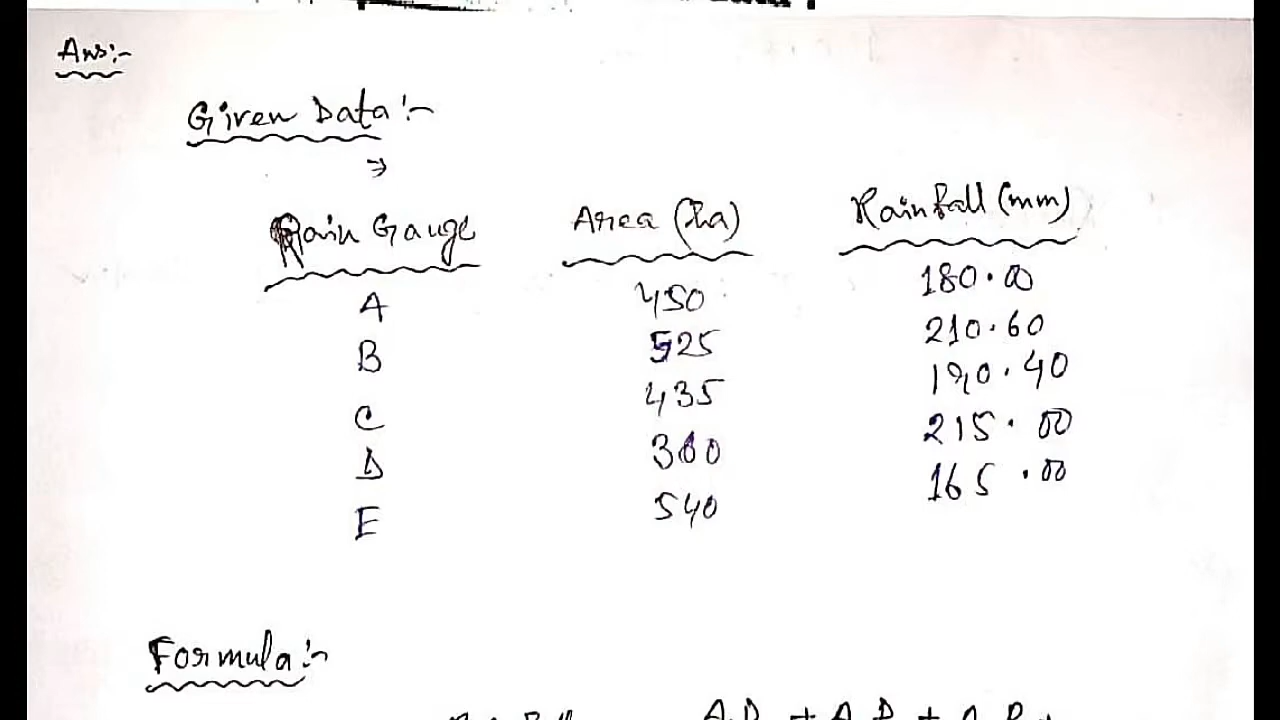 Ans:-
Given Data:-
⇒
Rain Gauge Area (ha) Rainfall (mm)
A 450 180.00
B 525 210.60
C 435 190.40
D 360 215.00
E 540 165.00
Formula:-